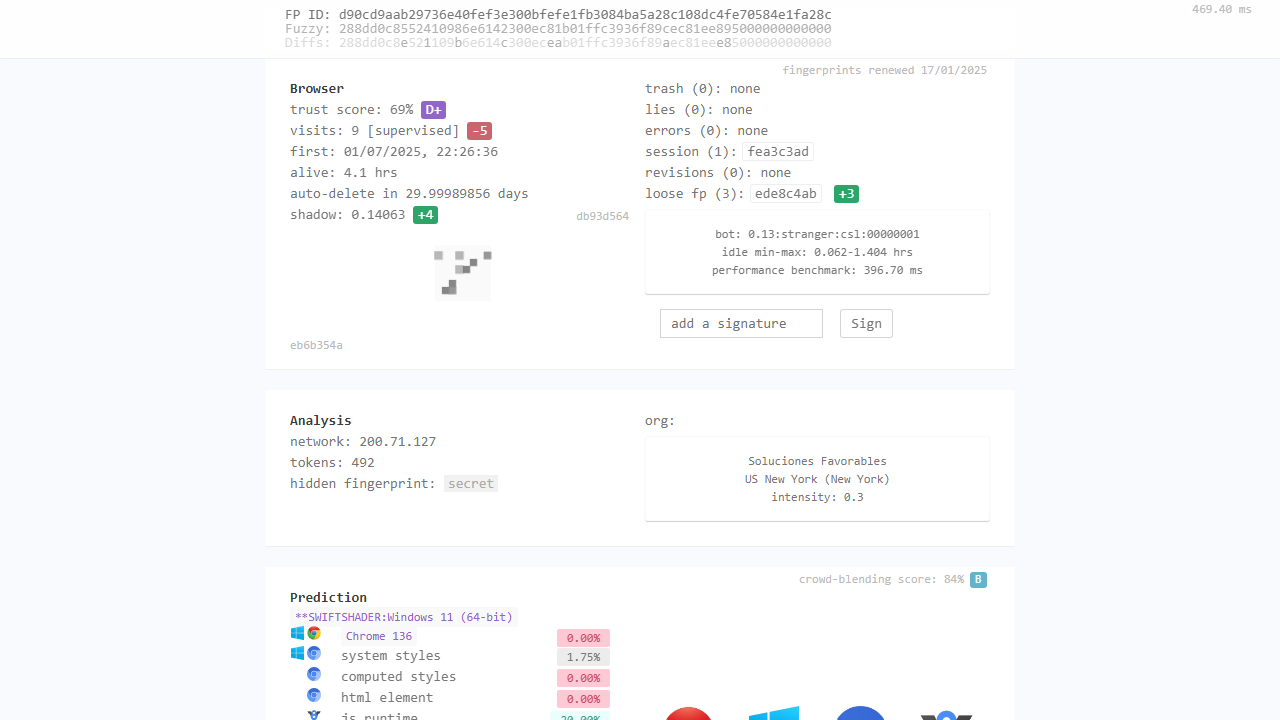 469.40 ms
FP ID: d90cd9aab29736e40fef3e300bfefe1fb3084ba5a28c108dc4fe70584e1fa28c
Fuzzy: 288dd0c8552410986e6142300ec81b01ffc3936f89cec81ee895000000000000
Diffs: 288dd0c8e521109b6e614c300eceab01ffc3936f89aec81eee85000000000000
fingerprints renewed 17/01/2025
Browser
trust score: 69% D+
visits: 9 [supervised] -5
first: 01/07/2025, 22:26:36
alive: 4.1 hrs
auto-delete in 29.99989856 days
shadow: 0.14063 +4
db93d564
eb6b354a
trash (0): none
lies (0): none
errors (0): none
session (1): fea3c3ad
revisions (0): none
loose fp (3): ede8c4ab +3
bot: 0.13:stranger:csl:00000001
idle min-max: 0.062-1.404 hrs
performance benchmark: 396.70 ms
add a signature Sign
Analysis
network: 200.71.127
tokens: 492
hidden fingerprint: secret
org:
Soluciones Favorables
US New York (New York)
intensity: 0.3
crowd-blending score: 84% B
Prediction
**SWIFTSHADER:Windows 11 (64-bit)
Chrome 136 0.00%
system styles 1.75%
computed styles 0.00%
html element 0.00%
js runtime 20.00%